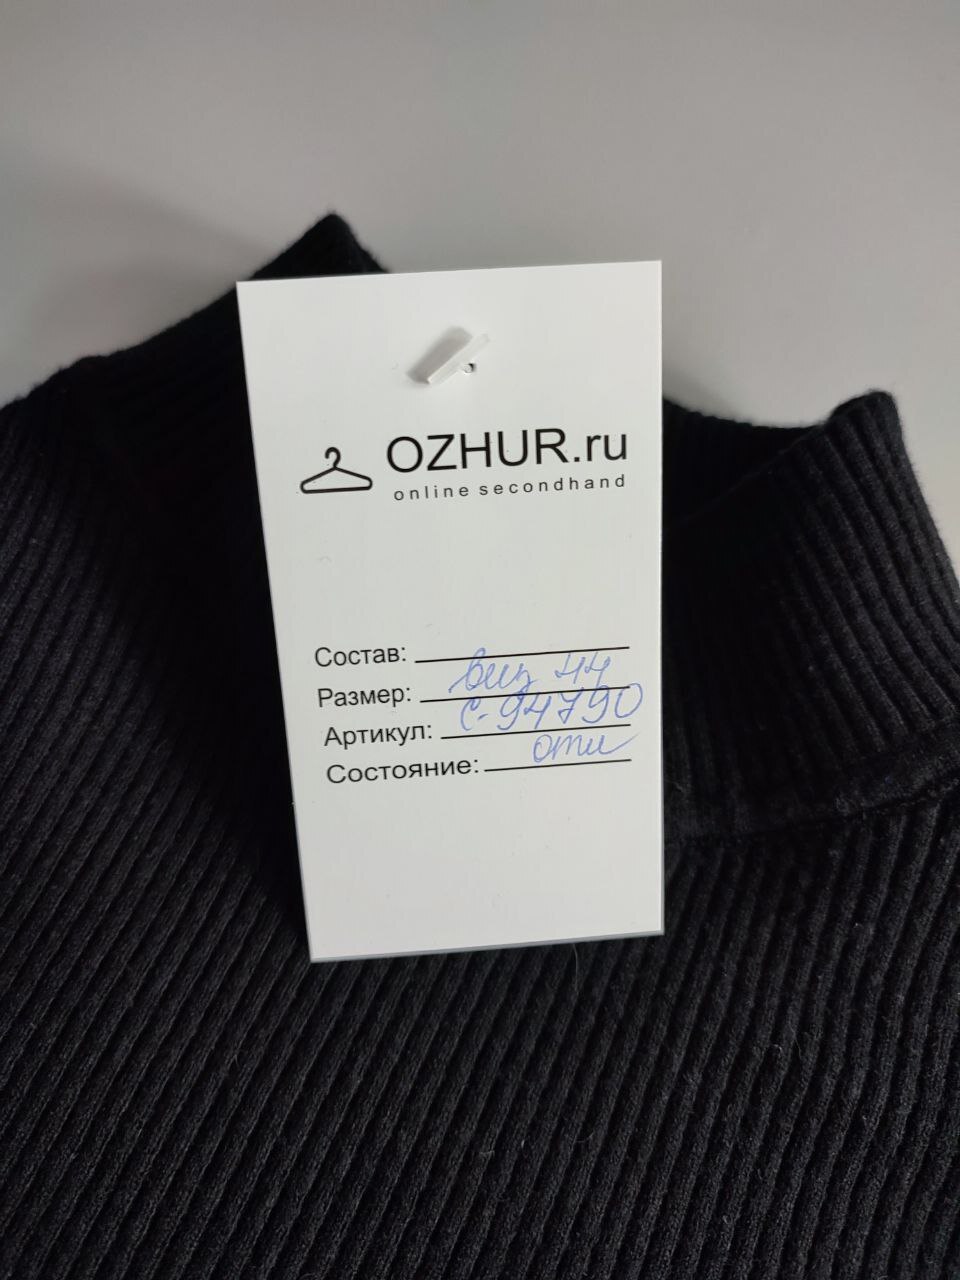 OZHUR.ru
online secondhand
Состав:
Размер: виз 44
Артикул: С-94790
Состояние: отл